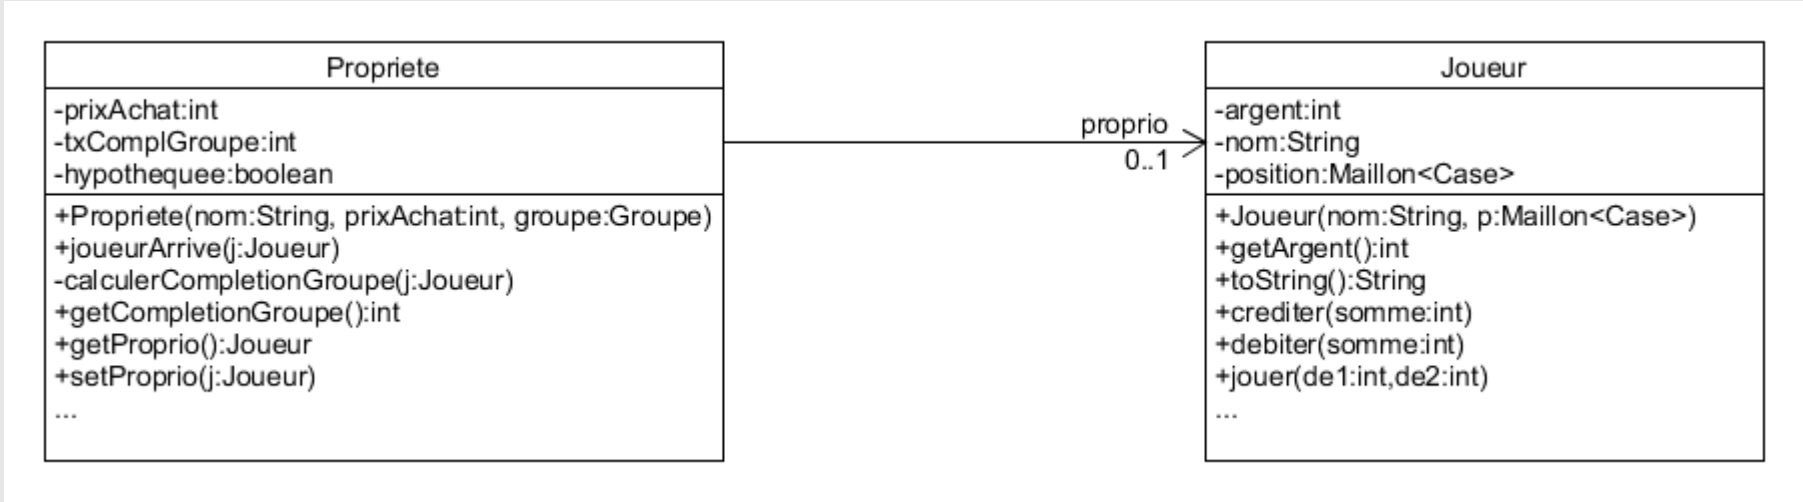 Propriete
-prixAchat:int
-txComplGroupe:int
-hypothequee:boolean
+Propriete(nom:String, prixAchat:int, groupe:Groupe)
+joueurArrive(j:Joueur)
-calculerCompletionGroupe(j:Joueur)
+getCompletionGroupe():int
+getProprio():Joueur
+setProprio(j:Joueur)
...
proprio
0..1
Joueur
-argent:int
-nom:String
-position:Maillon<Case>
+Joueur(nom:String, p:Maillon<Case>)
+getArgent():int
+toString():String
+crediter(somme:int)
+debiter(somme:int)
+jouer(de1:int,de2:int)
...